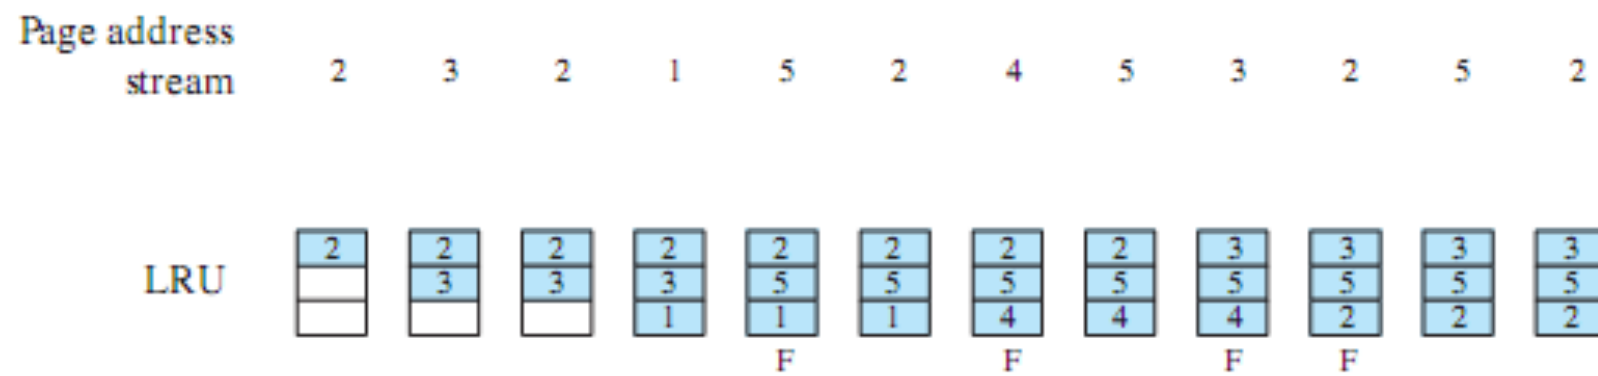 Page address
stream 2 3 2 1 5 2 4 5 3 2 5 2
2 2 2 2 2 2 2 2 3 3 3 3
LRU 3 3 3 5 5 5 5 5 5 5 5
1 1 1 4 4 4 2 2 2
F F F F